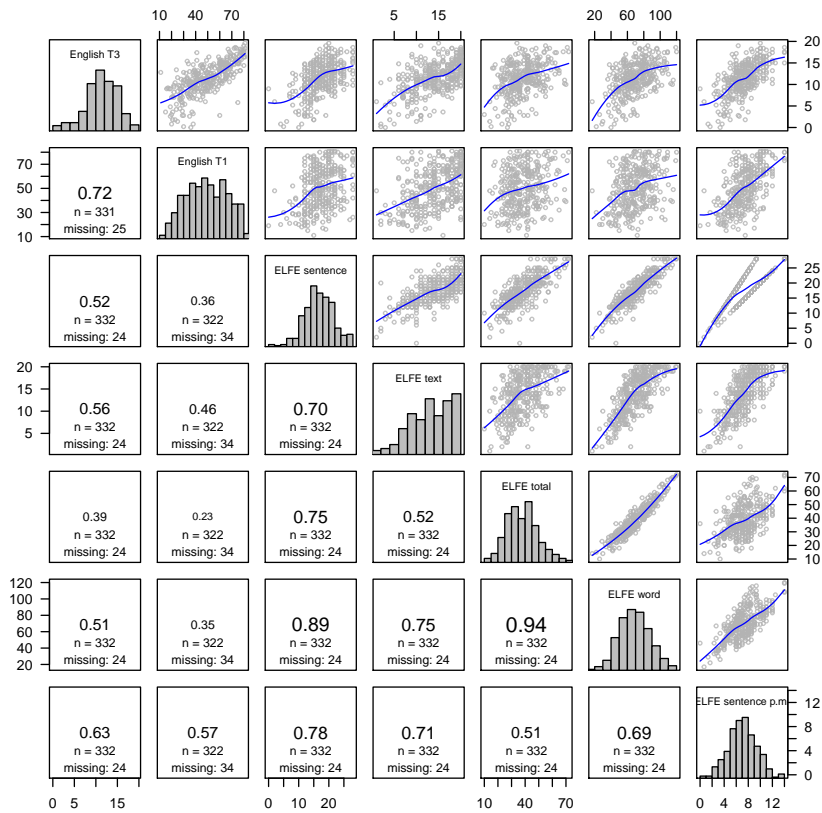 10 30 50 70
5 15
20 60 100
English T3
0 5 10 15 20
10 30 50 70
0.72
n = 331
missing: 25
English T1
0.52
n = 332
missing: 24
0.36
n = 322
missing: 34
ELFE sentence
0 5 10 15 20 25
5 10 15 20
0.56
n = 332
missing: 24
0.46
n = 322
missing: 34
0.70
n = 332
missing: 24
ELFE text
0.39
n = 332
missing: 24
0.23
n = 322
missing: 34
0.75
n = 332
missing: 24
0.52
n = 332
missing: 24
ELFE total
10 20 30 40 50 60 70
20 40 60 80 100 120
0.51
n = 332
missing: 24
0.35
n = 322
missing: 34
0.89
n = 332
missing: 24
0.75
n = 332
missing: 24
0.94
n = 332
missing: 24
ELFE word
0.63
n = 332
missing: 24
0.57
n = 322
missing: 34
0.78
n = 332
missing: 24
0.71
n = 332
missing: 24
0.51
n = 332
missing: 24
0.69
n = 332
missing: 24
ELFE sentence p.m
0 4 8 12
0 5 15
0 10 20
10 40 70
0 4 8 12